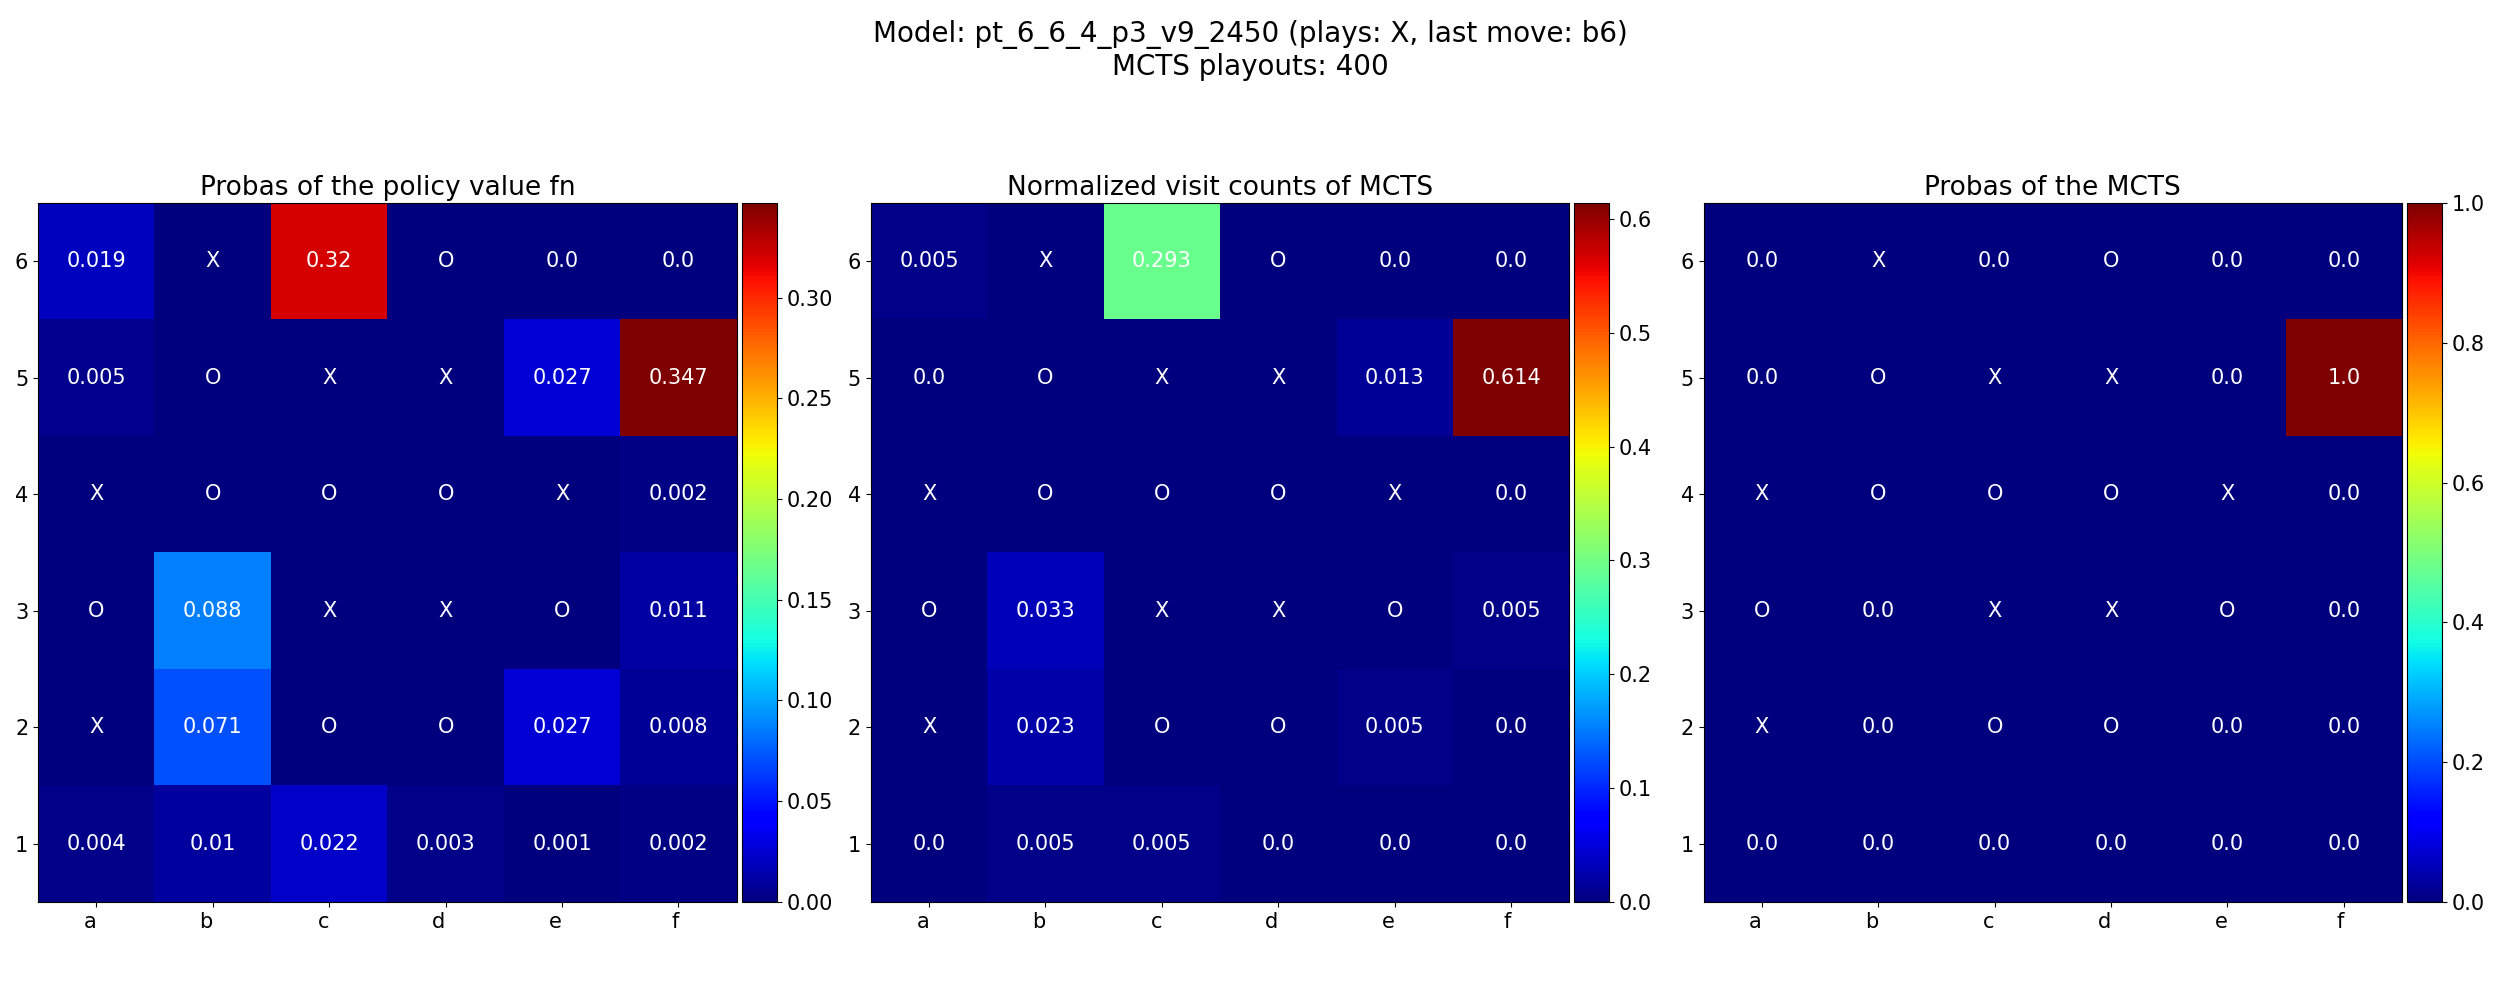 Model: pt_6_6_4_p3_v9_2450 (plays: X, last move: b6)
MCTS playouts: 400
Probas of the policy value fn
6 0.019 X 0.32 O 0.0 0.0
5 0.005 O X X 0.027 0.347
4 X O O O X 0.002
3 O 0.088 X X O 0.011
2 X 0.071 O O 0.027 0.008
1 0.004 0.01 0.022 0.003 0.001 0.002
a b c d e f
0.30
0.25
0.20
0.15
0.10
0.05
0.00
Normalized visit counts of MCTS
6 0.005 X 0.293 O 0.0 0.0
5 0.0 O X X 0.013 0.614
4 X O O O X 0.0
3 O 0.033 X X O 0.005
2 X 0.023 O O 0.005 0.0
1 0.0 0.005 0.005 0.0 0.0 0.0
a b c d e f
0.6
0.5
0.4
0.3
0.2
0.1
0.0
Probas of the MCTS
6 0.0 X 0.0 O 0.0 0.0
5 0.0 O X X 0.0 1.0
4 X O O O X 0.0
3 O 0.0 X X O 0.0
2 X 0.0 O O 0.0 0.0
1 0.0 0.0 0.0 0.0 0.0 0.0
a b c d e f
1.0
0.8
0.6
0.4
0.2
0.0